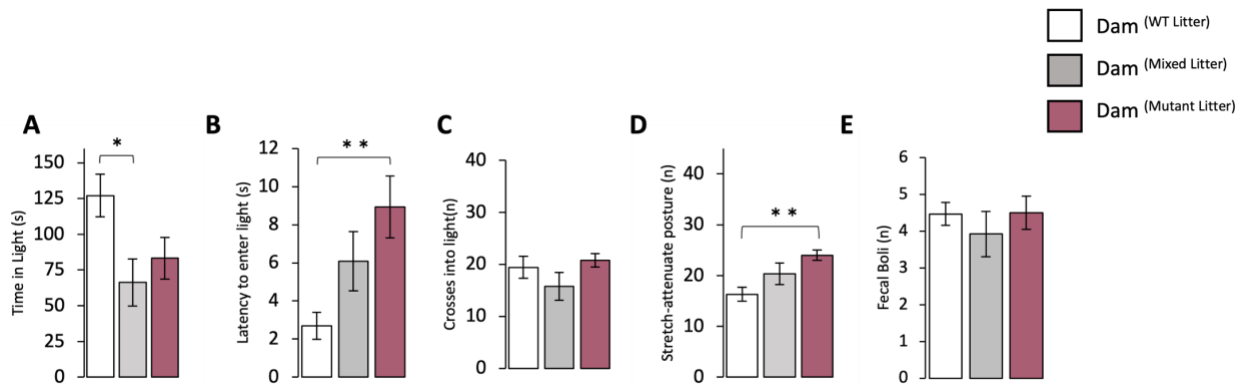 Dam (WT Litter)
Dam (Mixed Litter)
Dam (Mutant Litter)
A
B
C
D
E
*
* *
* *
Time in Light (s)
150
125
100
75
50
25
0
Latency to enter light (s)
12
10
8
6
4
2
0
Crosses into light(n)
40
30
20
10
0
Stretch-attenuate posture (n)
40
30
20
10
0
Fecal Boli (n)
6
5
4
3
2
1
0